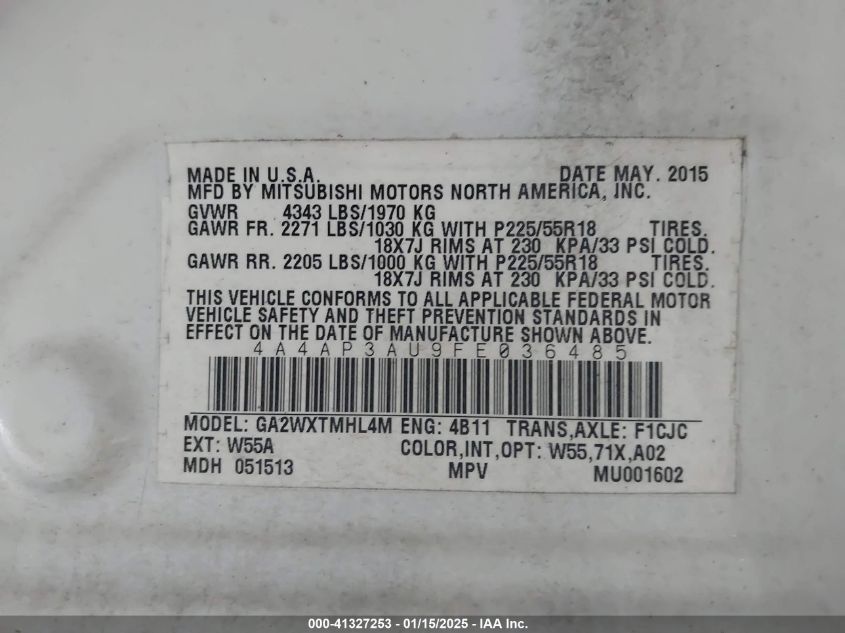 MADE IN U.S.A. DATE MAY. 2015
MFD BY MITSUBISHI MOTORS NORTH AMERICA, INC.
GVWR 4343 LBS/1970 KG
GAWR FR. 2271 LBS/1030 KG WITH P225/55R18 TIRES.
18X7J RIMS AT 230 KPA/33 PSI COLD.
GAWR RR. 2205 LBS/1000 KG WITH P225/55R18 TIRES.
18X7J RIMS AT 230 KPA/33 PSI COLD.
THIS VEHICLE CONFORMS TO ALL APPLICABLE FEDERAL MOTOR
VEHICLE SAFETY AND THEFT PREVENTION STANDARDS IN
EFFECT ON THE DATE OF MANUFACTURE SHOWN ABOVE.
4A4AP3AU9FE036485
MODEL: GA2WXTMHL4M ENG: 4B11 TRANS,AXLE: F1CJC
EXT: W55A COLOR,INT,OPT: W55,71X,A02
MDH 051513 MPV MU001602
000-41327253 - 01/15/2025 - IAA Inc.